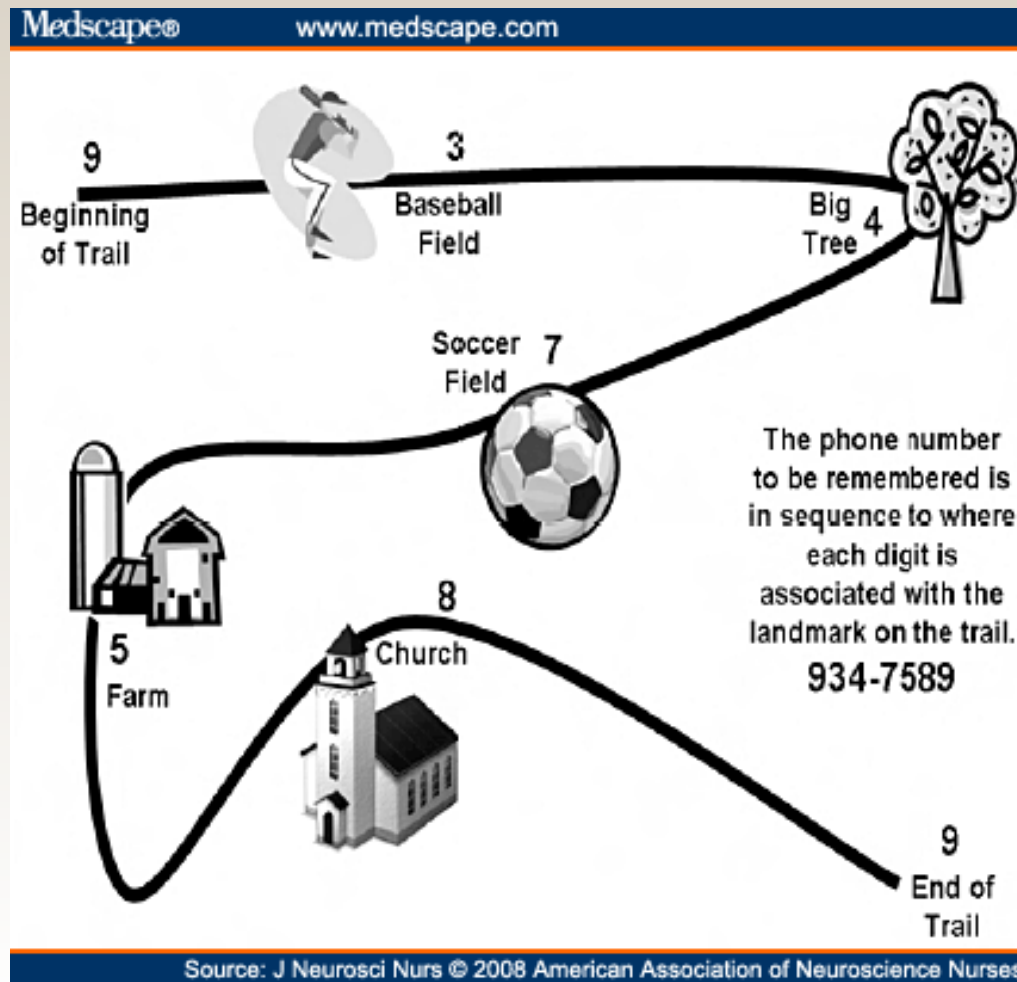 Medscape® www.medscape.com
9
Beginning
of Trail
3
Baseball
Field
Big
Tree 4
Soccer 7
Field
The phone number
to be remembered is
in sequence to where
each digit is
associated with the
landmark on the trail.
934-7589
5
Farm
8
Church
9
End of
Trail
Source: J Neurosci Nurs © 2008 American Association of Neuroscience Nurses